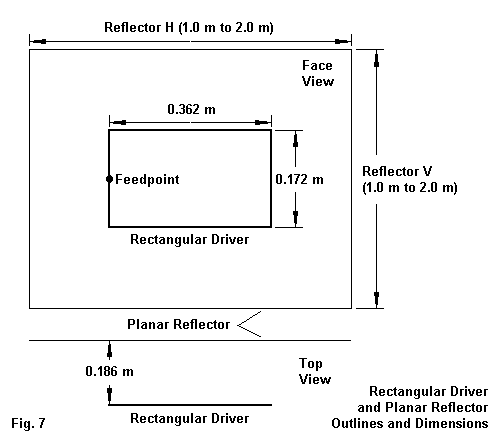 Reflector H (1.0 m to 2.0 m)
Face
View
0.362 m
Feedpoint
0.172 m
Reflector V
(1.0 m to 2.0 m)
Rectangular Driver
Planar Reflector
0.186 m
Top
View
Rectangular Driver
Fig. 7
Rectangular Driver
and Planar Reflector
Outlines and Dimensions